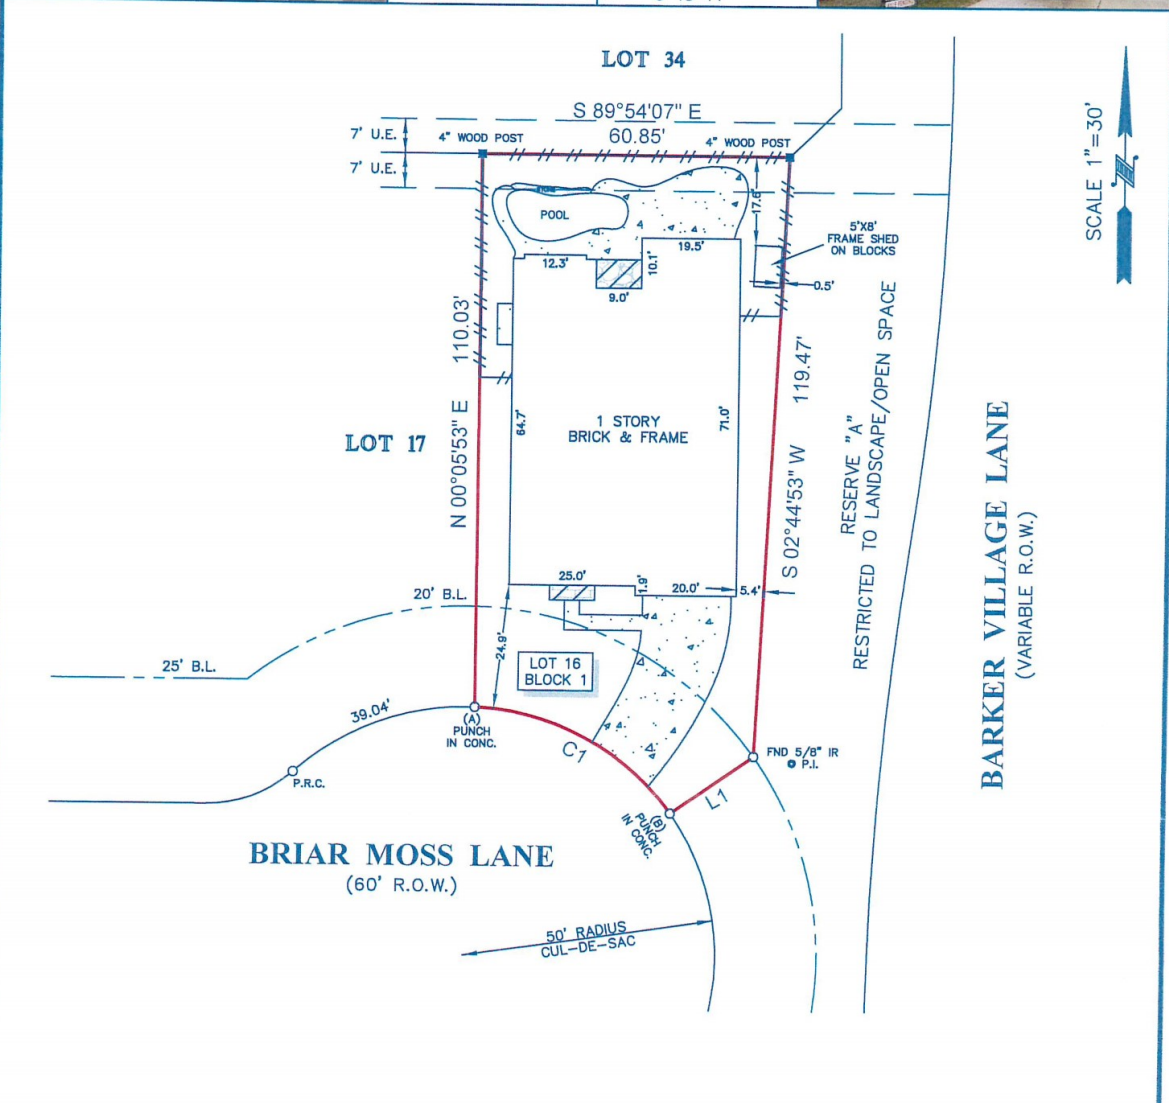 LOT 34
S 89°54'07" E
60.85'
7' U.E.
4" WOOD POST
4" WOOD POST
7' U.E.
SCALE 1"=30'
POOL
17.6'
5'X8'
FRAME SHED
ON BLOCKS
0.5'
12.3'
19.5'
10.1'
9.0'
N 00°05'53" E 110.03'
LOT 17
64.7'
1 STORY
BRICK & FRAME
71.0'
S 02°44'53" W 119.47'
RESERVE "A"
RESTRICTED TO LANDSCAPE/OPEN SPACE
BARKER VILLAGE LANE
(VARIABLE R.O.W.)
25.0'
1.9'
20.0'
5.4'
20' B.L.
25' B.L.
24.9'
LOT 16
BLOCK 1
39.04'
(A)
PUNCH
IN CONC.
C1
FND 5/8" IR
P.I.
P.R.C.
L1
(B)
PUNCH
IN CONC.
BRIAR MOSS LANE
(60' R.O.W.)
50' RADIUS
CUL-DE-SAC